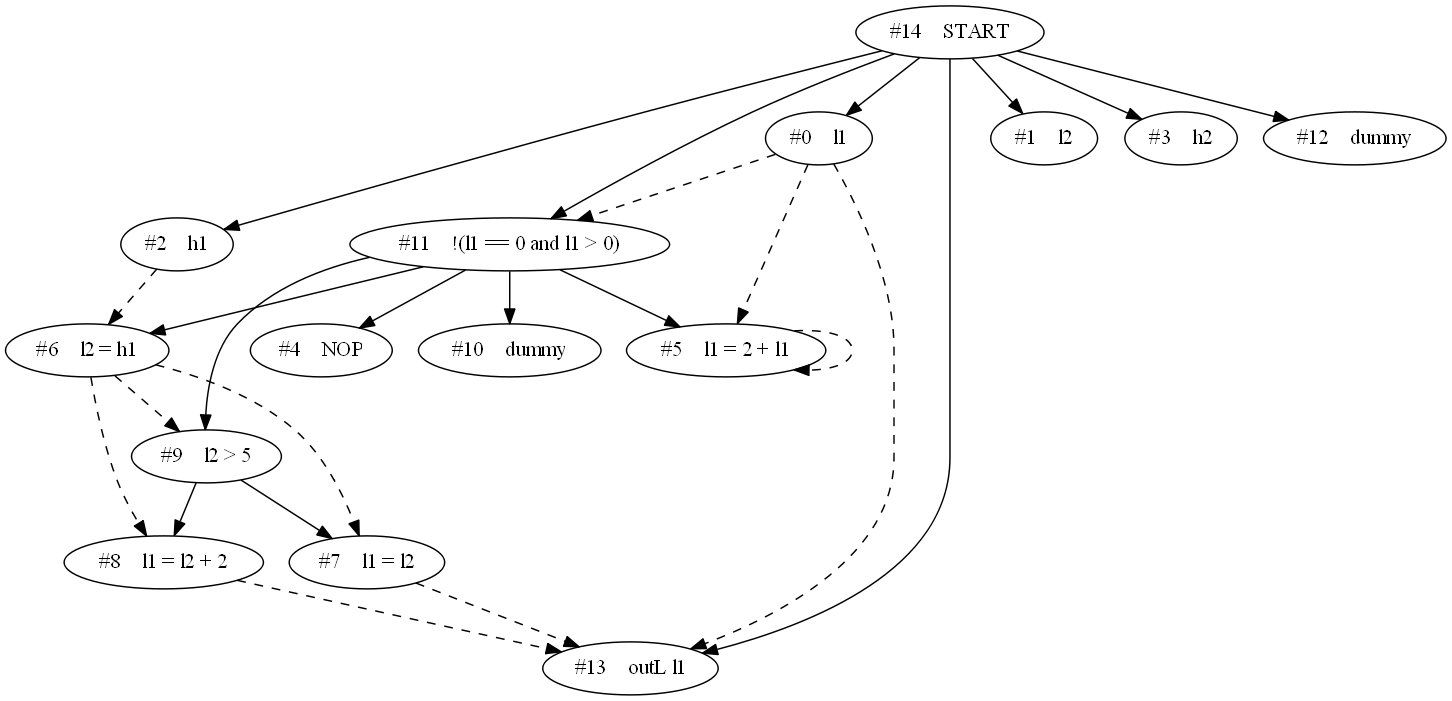 #14 START
#0 l1
#1 l2
#3 h2
#12 dummy
#2 h1
#11 !(l1 == 0 and l1 > 0)
#6 l2 = h1
#4 NOP
#10 dummy
#5 l1 = 2 + l1
#9 l2 > 5
#8 l1 = l2 + 2
#7 l1 = l2
#13 outL l1